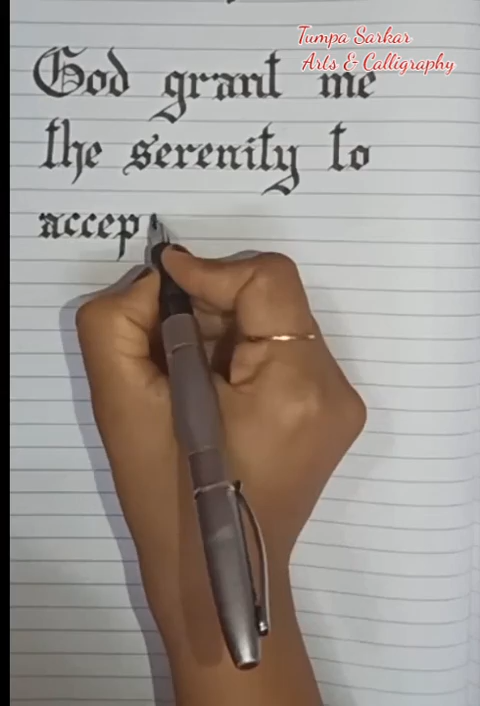 Tumpa Sarkar
Arts & Calligraphy
God grant me
the serenity to
accep